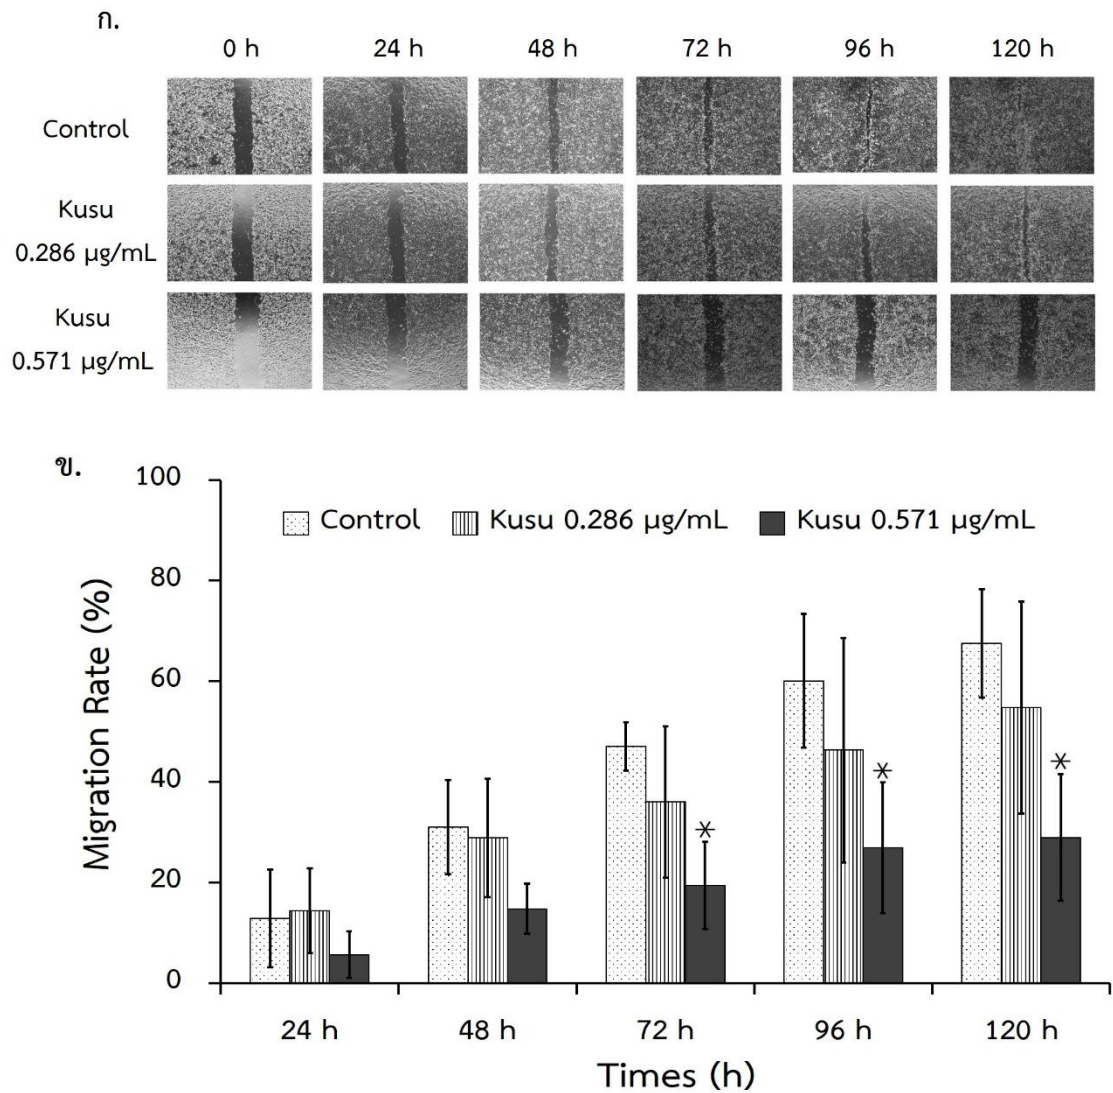 ก.
0 h 24 h 48 h 72 h 96 h 120 h
Control
Kusu
0.286 µg/mL
Kusu
0.571 µg/mL
ข.
100
80
60
40
20
0
Migration Rate (%)
Control Kusu 0.286 µg/mL Kusu 0.571 µg/mL
* * *
24 h 48 h 72 h 96 h 120 h
Times (h)